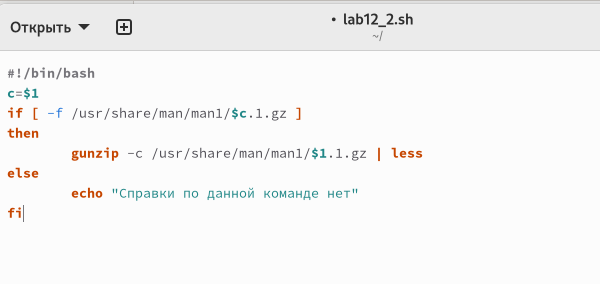 Открыть
• lab12_2.sh
~/
#!/bin/bash
c=$1
if [ -f /usr/share/man/man1/$c.1.gz ]
then
gunzip -c /usr/share/man/man1/$1.1.gz | less
else
echo "Справки по данной команде нет"
fi